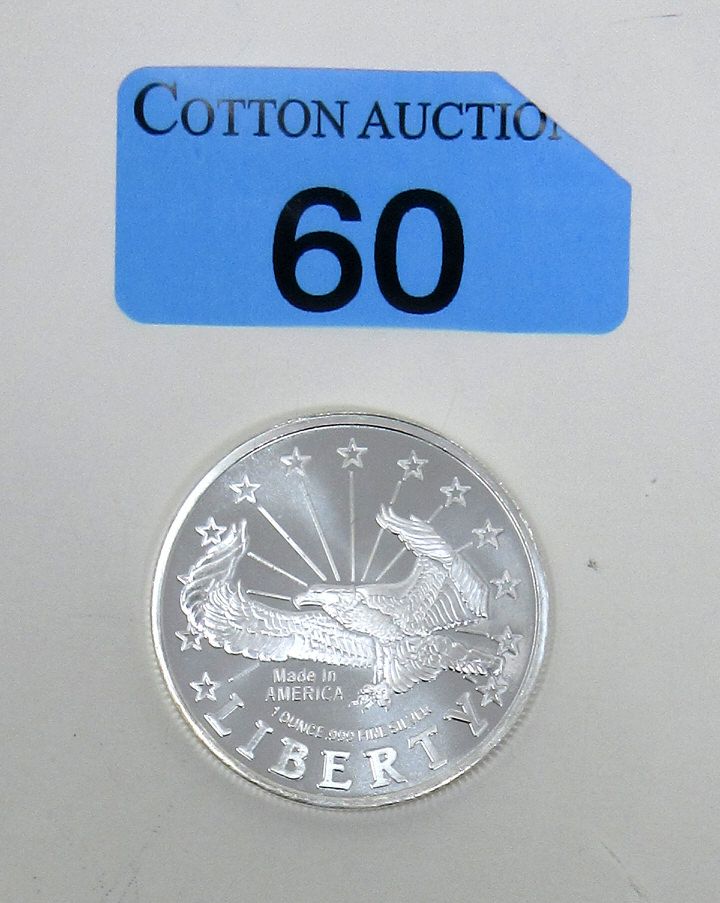 COTTON AUCTIO
60
Made in
AMERICA
1 OUNCE .999 FINE SILVER
LIBERTY